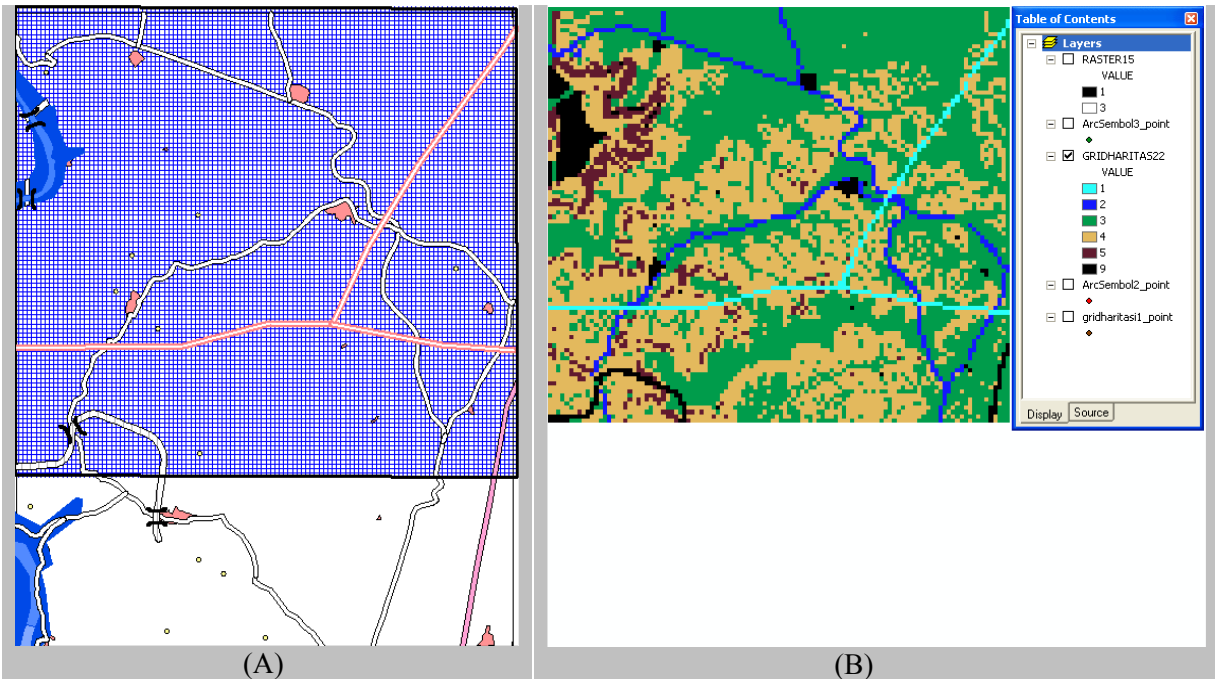 Table of Contents
Layers
RASTER15
VALUE
1
3
ArcSembol3_point
GRIDHARITAS22
VALUE
1
2
3
4
5
9
ArcSembol2_point
gridharitasi1_point
Display
Source
(A)
(B)